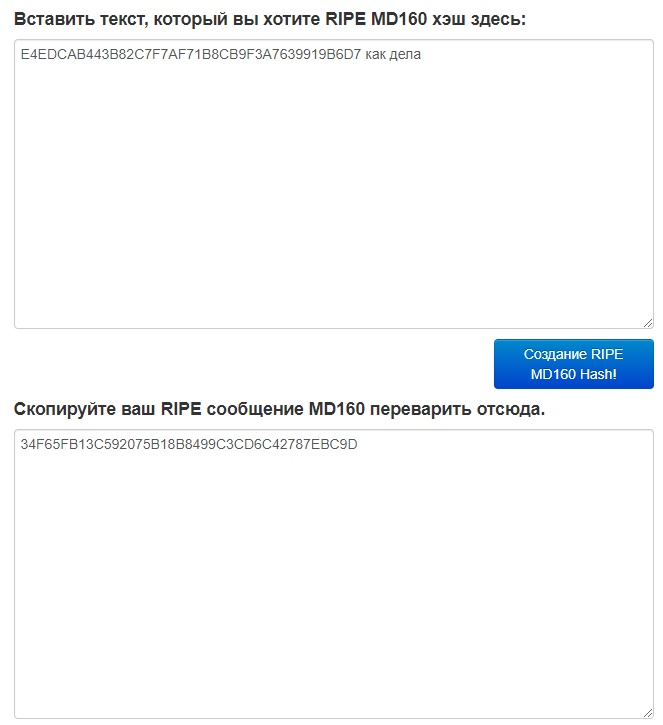 Вставить текст, который вы хотите RIPE MD160 хэш здесь:
E4EDCAB443B82C7F7AF71B8CB9F3A7639919B6D7 как дела
Создание RIPE
MD160 Hash!
Скопируйте ваш RIPE сообщение MD160 переварить отсюда.
34F65FB13C592075B18B8499C3CD6C42787EBC9D